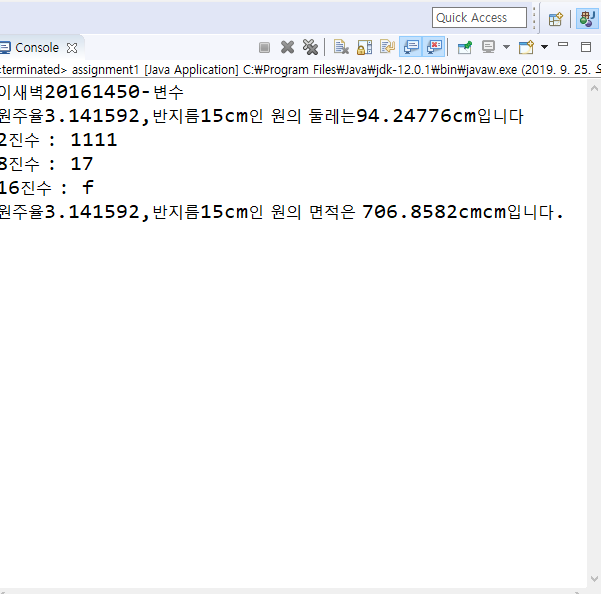 Quick Access
Console
<terminated> assignment1 [Java Application] C:₩Program Files₩Java₩jdk-12.0.1₩bin₩javaw.exe (2019. 9. 25. 오
이새벽20161450-변수
원주율3.141592,반지름15cm인 원의 둘레는94.24776cm입니다
2진수 : 1111
8진수 : 17
16진수 : f
원주율3.141592,반지름15cm인 원의 면적은 706.8582cmcm입니다.